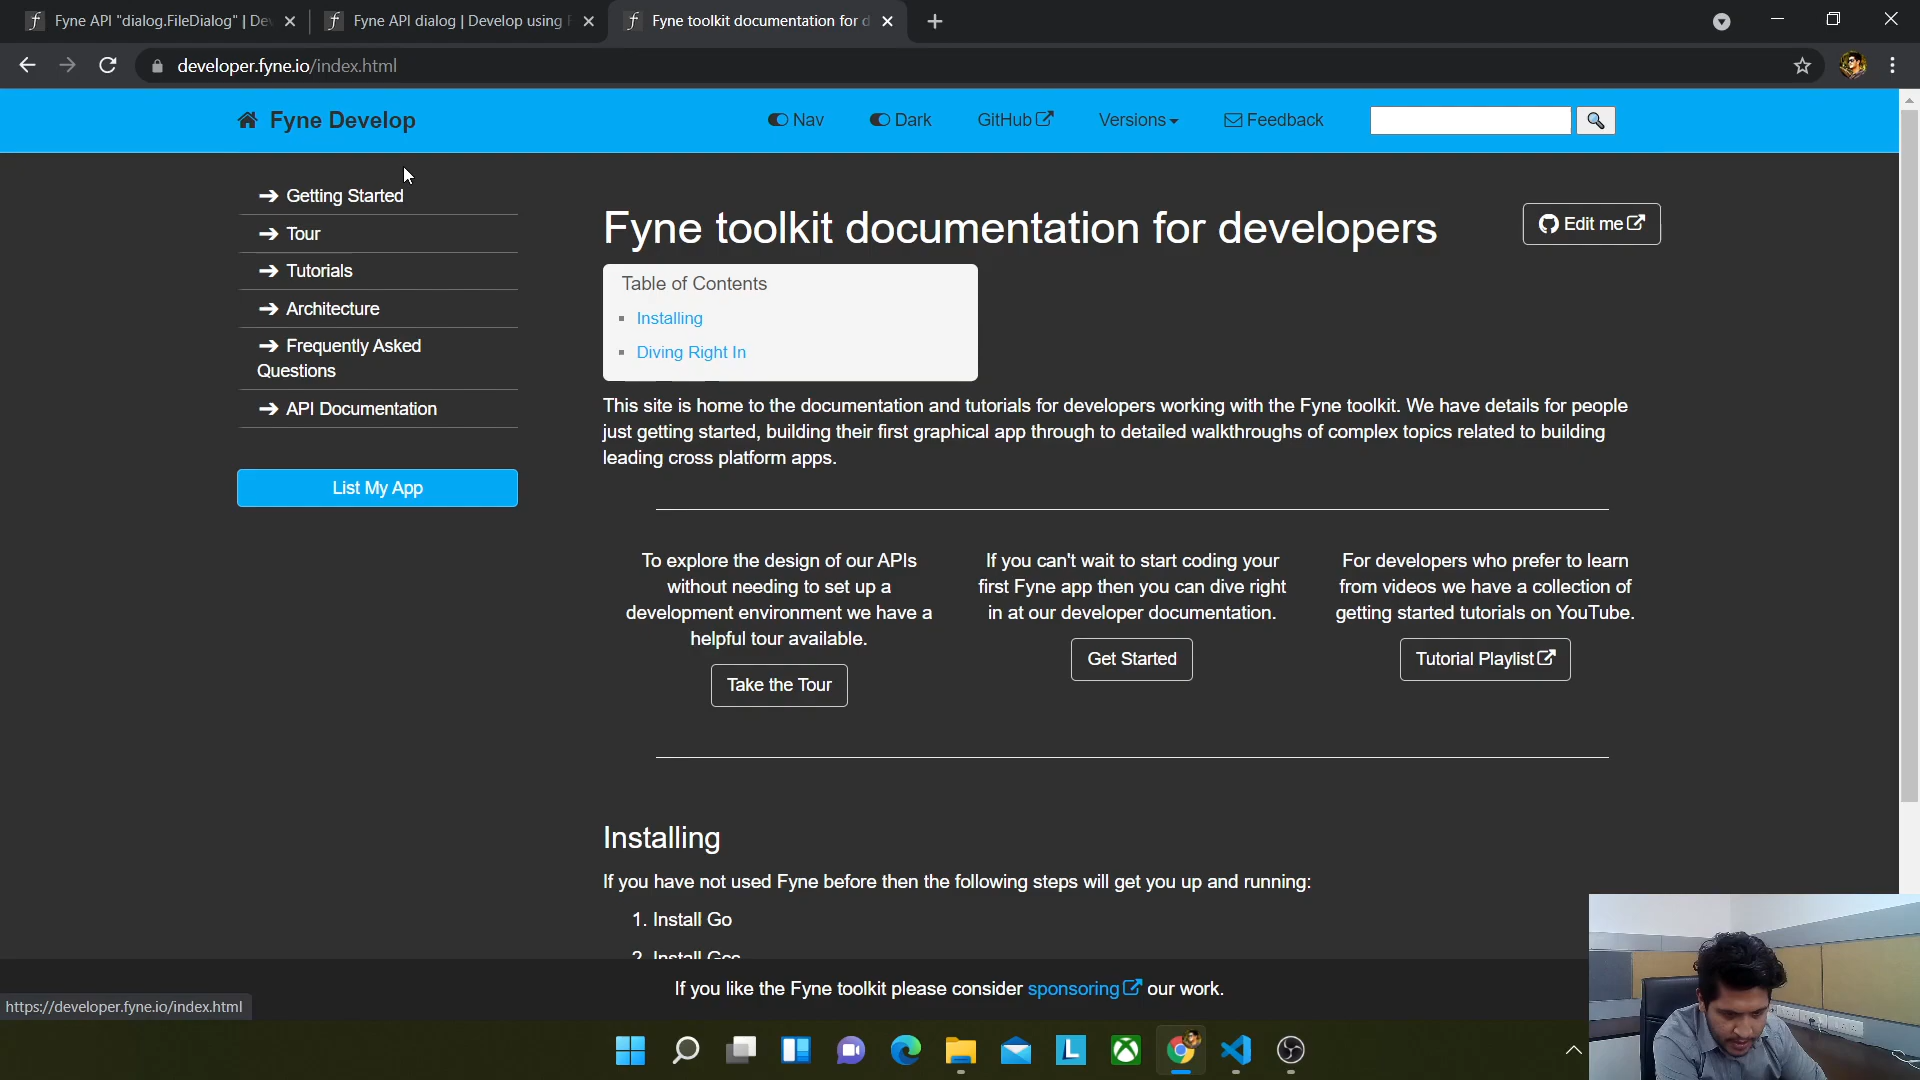 Fyne API "dialog.FileDialog" | De
Fyne API dialog | Develop using
Fyne toolkit documentation for d
developer.fyne.io/index.html
Fyne Develop
Nav
Dark
GitHub
Versions
Feedback
Getting Started
Tour
Tutorials
Architecture
Frequently Asked
Questions
API Documentation
List My App
Fyne toolkit documentation for developers
Edit me
Table of Contents
Installing
Diving Right In
This site is home to the documentation and tutorials for developers working with the Fyne toolkit. We have details for people
just getting started, building their first graphical app through to detailed walkthroughs of complex topics related to building
leading cross platform apps.
To explore the design of our APIs
without needing to set up a
development environment we have a
helpful tour available.
Take the Tour
If you can't wait to start coding your
first Fyne app then you can dive right
in at our developer documentation.
Get Started
For developers who prefer to learn
from videos we have a collection of
getting started tutorials on YouTube.
Tutorial Playlist
Installing
If you have not used Fyne before then the following steps will get you up and running:
1. Install Go
2. Install Gcc
If you like the Fyne toolkit please consider sponsoring our work.
https://developer.fyne.io/index.html